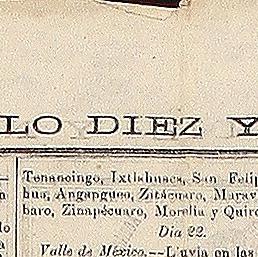 LO DIEZ Y
Tenancingo, Ixtlahuaca, San Felip
hua, Angangueo, Zitácuaro, Marav
baro, Zinapécuaro, Morelia y Quiro
Dia 22.
Valle de México.--Lluvia en las